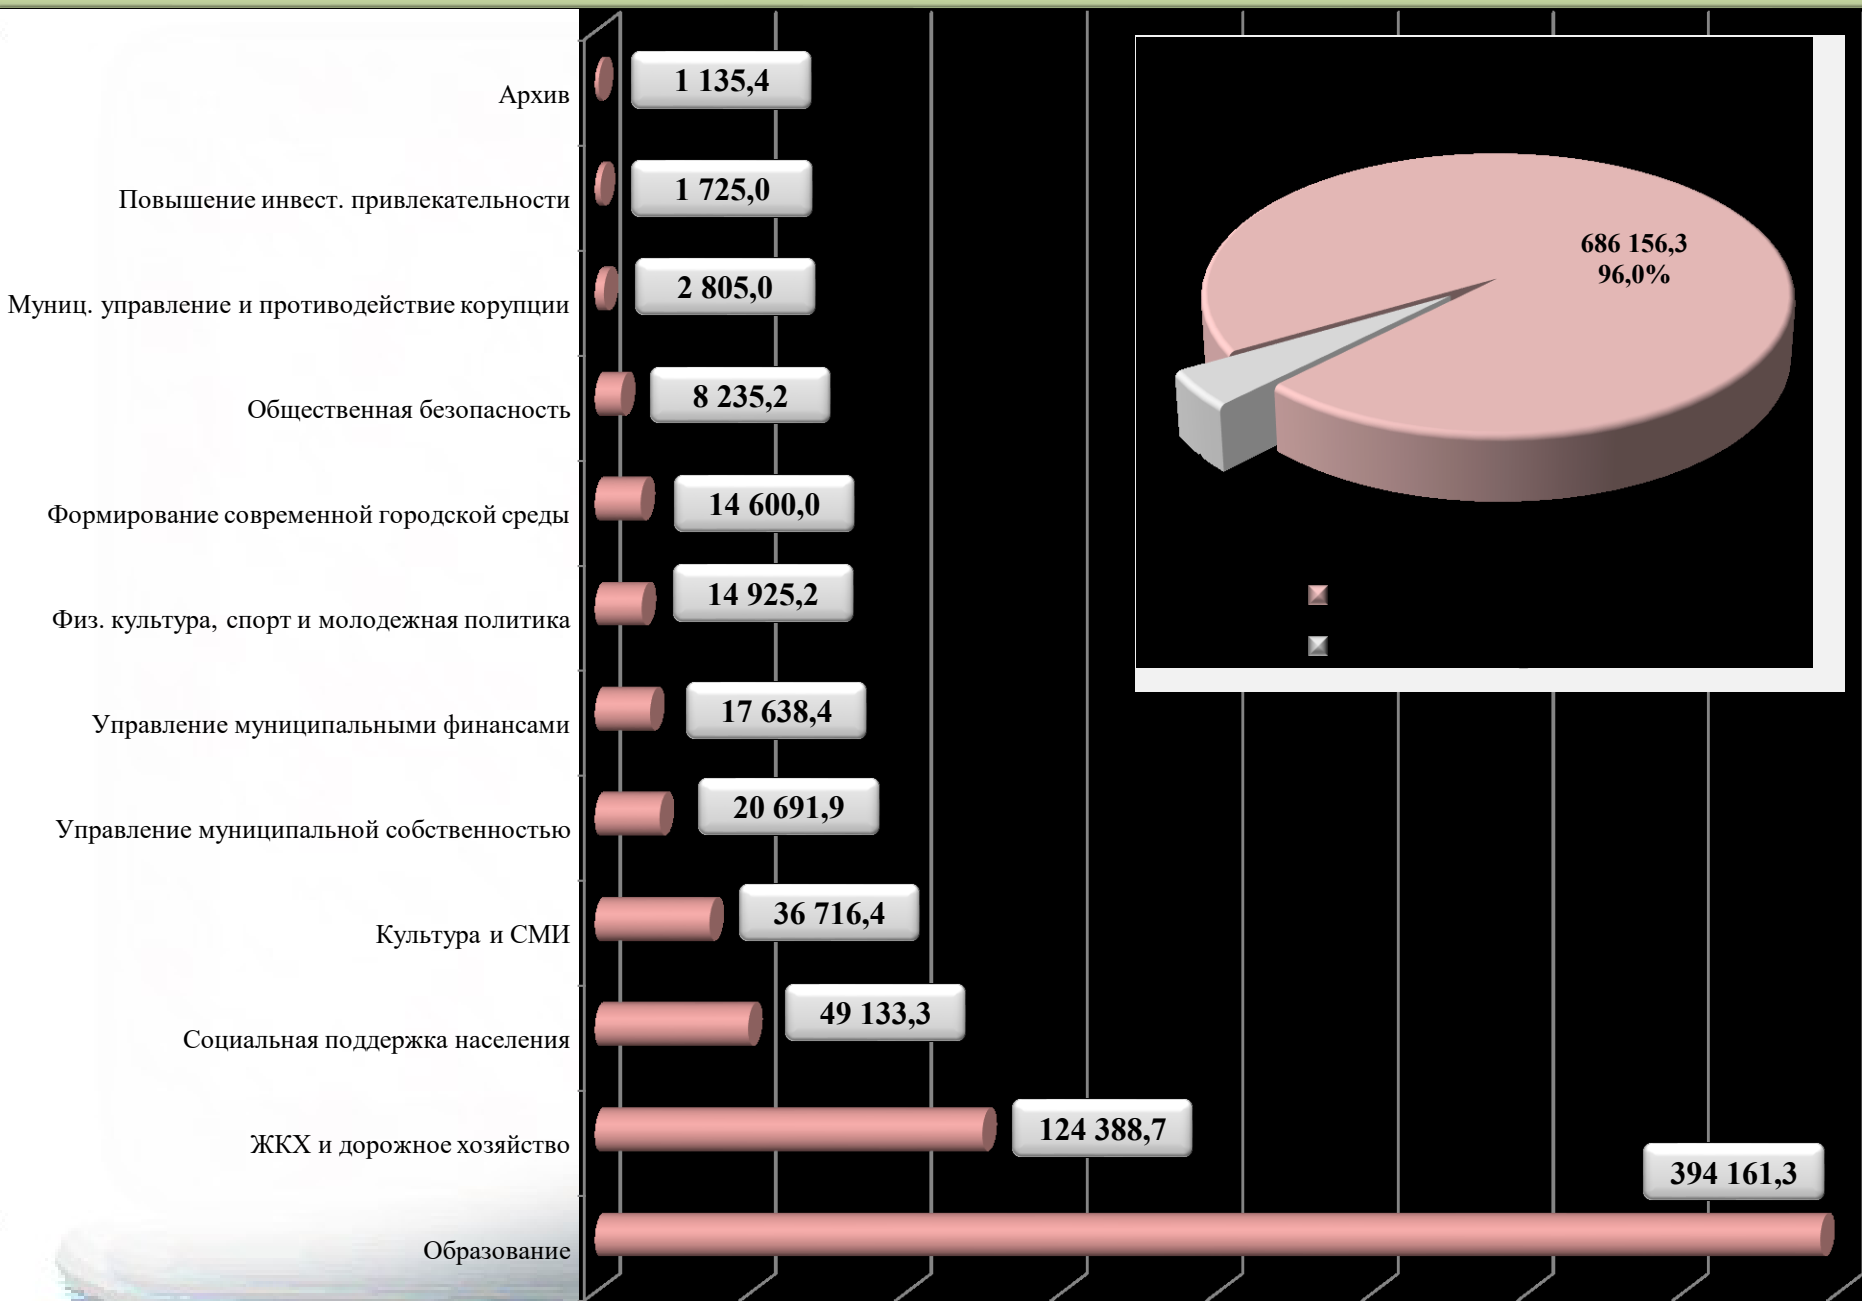 Архив
1 135,4
Повышение инвест. привлекательности
1 725,0
Муниц. управление и противодействие корупции
2 805,0
Общественная безопасность
8 235,2
Формирование современной городской среды
14 600,0
Физ. культура, спорт и молодежная политика
14 925,2
Управление муниципальными финансами
17 638,4
Управление муниципальной собственностью
20 691,9
Культура и СМИ
36 716,4
Социальная поддержка населения
49 133,3
ЖКХ и дорожное хозяйство
124 388,7
Образование
394 161,3
686 156,3
96,0%